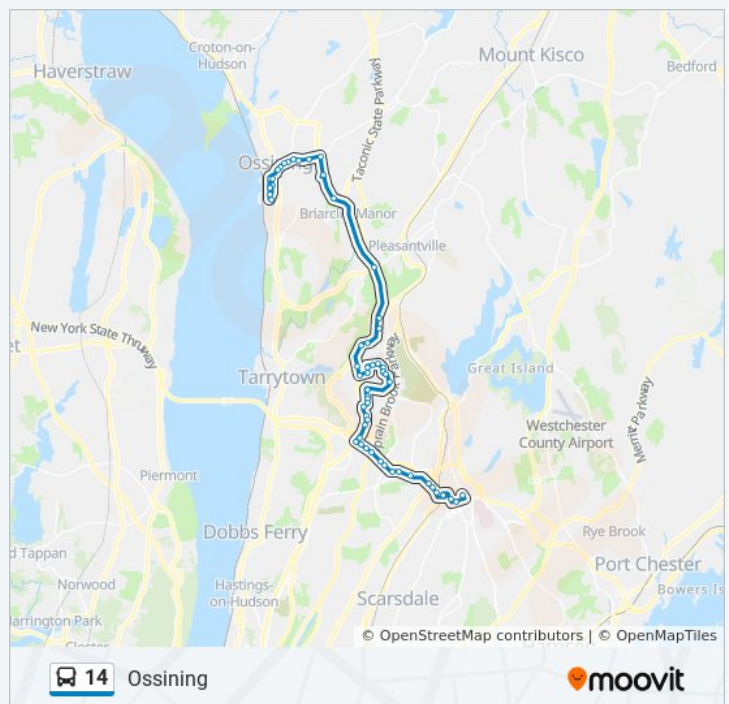 Croton-on-
Hudson
Mount Kisco
Haverstraw
Bedford
Taconic State Parkway
Ossining
Briarcliff Manor
Pleasantville
New York State Thruway
Great Island
Tarrytown
Sprain Brook Parkway
Merritt Parkway
Westchester
County Airport
Piermont
Dobbs Ferry
Rye Brook
d Tappan
Port Chester
Norwood
Hastings-
on-Hudson
Scarsdale
Bowers Is
Harrington Park
© OpenStreetMap contributors | © OpenMapTiles
14 Ossining
moovit